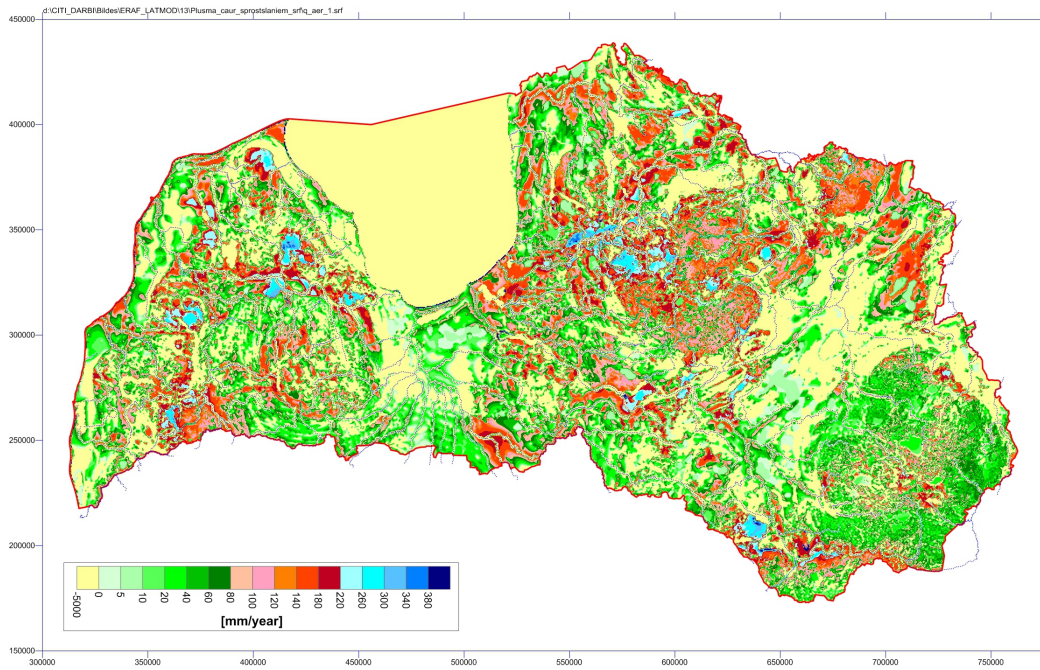 d:\CITI_DARBI\Bildes\ERAF_LATMOD\13\Plusma_caur_sprostslaniem_srf\q_aer_1.srf
450000
400000
350000
300000
250000
200000
150000
-5000 0 5 10 20 40 60 80 100 120 140 180 220 260 300 340 380
[mm/year]
300000 350000 400000 450000 500000 550000 600000 650000 700000 750000